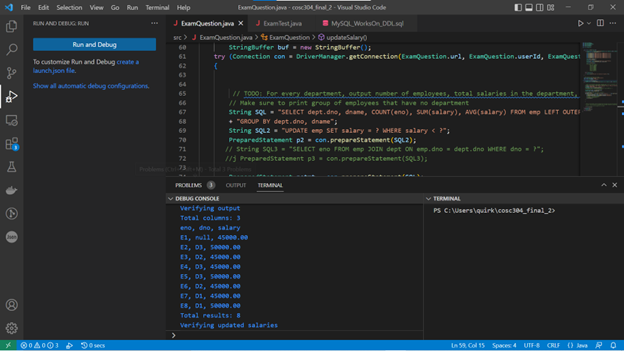 File Edit Selection View Go Run Terminal Help
ExamQuestion.java - cosc304_final_2 - Visual Studio Code
RUN AND DEBUG: RUN
Run and Debug
To customize Run and Debug create a
launch.json file.
Show all automatic debug configurations.
ExamQuestion.java
ExamTest.java
MySQL_WorksOn_DDL.sql
src > ExamQuestion.java > ExamQuestion > updateSalary()
60 StringBuffer buf = new StringBuffer();
61 try (Connection con = DriverManager.getConnection(ExamQuestion.url, ExamQuestion.userId, ExamQuest
62 {
63
64
65 // TODO: For every department, output number of employees, total salaries in the department,
66 // Make sure to print group of employees that have no department
67 String SQL = "SELECT dept.dno, dname, COUNT(eno), SUM(salary), AVG(salary) FROM emp LEFT OUTER
68 + "GROUP BY dept.dno, dname";
69 String SQL2 = "UPDATE emp SET salary = ? WHERE salary < ?";
70 PreparedStatement p2 = con.prepareStatement(SQL2);
71 // String SQL3 = "SELECT eno FROM emp JOIN dept ON emp.dno = dept.dno WHERE dno = ?";
72 //j PreparedStatement p3 = con.prepareStatement(SQL3);
73
PROBLEMS 3 OUTPUT TERMINAL
DEBUG CONSOLE
Verifying output
Total columns: 3
eno, dno, salary
E1, null, 45000.00
E2, D3, 50000.00
E3, D2, 45000.00
E4, D3, 45000.00
E5, D3, 50000.00
E6, D2, 45000.00
E7, D1, 45000.00
E8, D1, 50000.00
Total results: 8
Verifying updated salaries
>
TERMINAL
PS C:\Users\quirk\cosc304_final_2>
0 0 3 0 secs
Ln 59, Col 15 Spaces: 4 UTF-8 CRLF {} Java